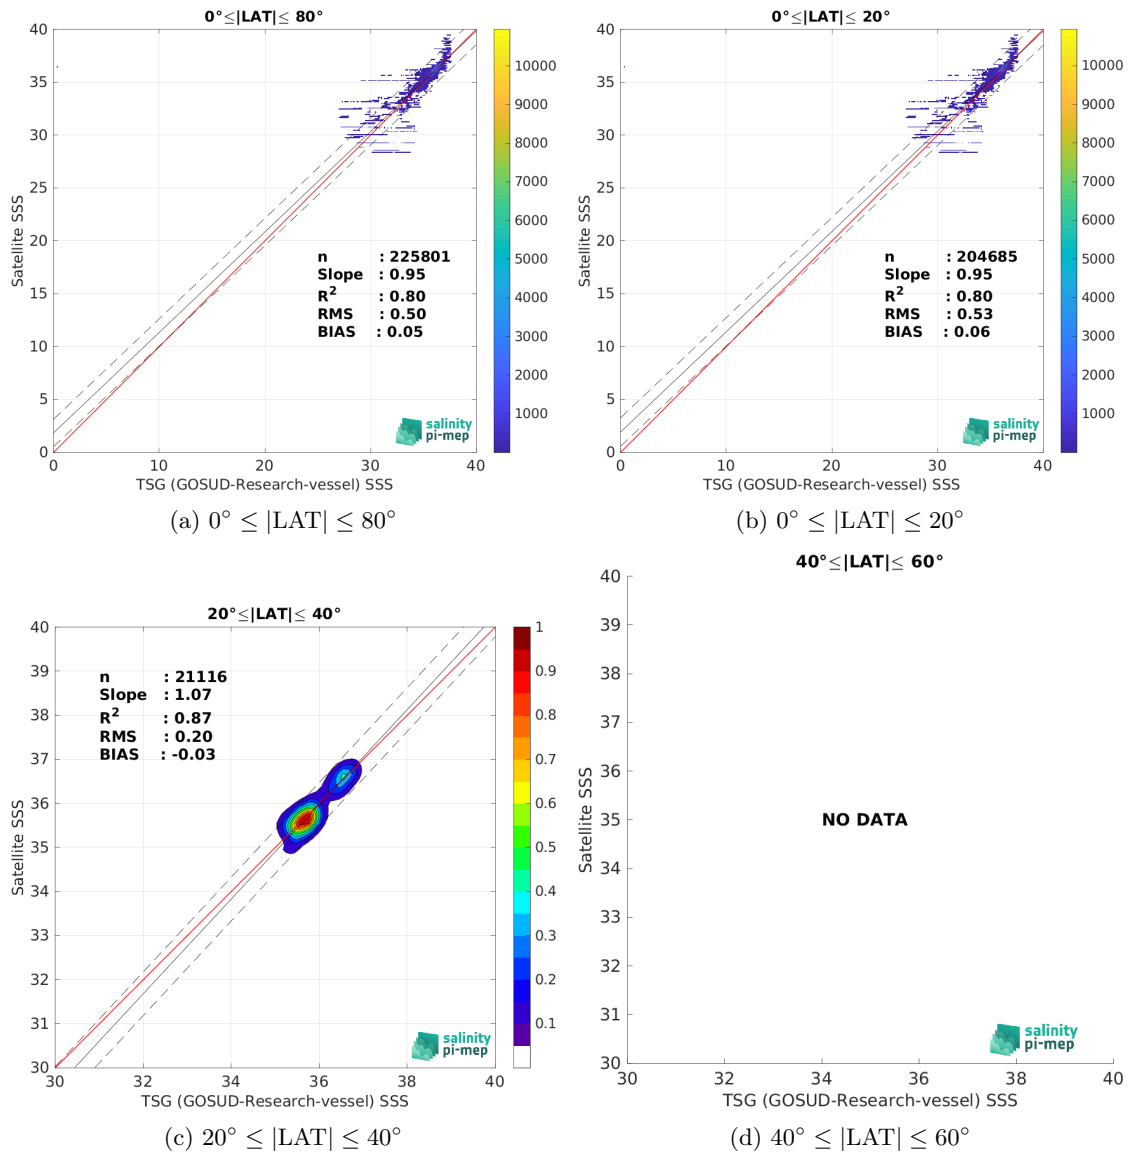 0°≤|LAT|≤ 80°
40
35
30
25
20
15
10
5
0
Satellite SSS
n : 225801
Slope : 0.95
R² : 0.80
RMS : 0.50
BIAS : 0.05
salinity
pi-mep
0 10 20 30 40
TSG (GOSUD-Research-vessel) SSS
10000
9000
8000
7000
6000
5000
4000
3000
2000
1000
(a) 0° ≤ |LAT| ≤ 80°
0°≤|LAT|≤ 20°
40
35
30
25
20
15
10
5
0
Satellite SSS
n : 204685
Slope : 0.95
R² : 0.80
RMS : 0.53
BIAS : 0.06
salinity
pi-mep
0 10 20 30 40
TSG (GOSUD-Research-vessel) SSS
10000
9000
8000
7000
6000
5000
4000
3000
2000
1000
(b) 0° ≤ |LAT| ≤ 20°
20°≤|LAT|≤ 40°
40
39
38
37
36
35
34
33
32
31
30
Satellite SSS
n : 21116
Slope : 1.07
R² : 0.87
RMS : 0.20
BIAS : -0.03
salinity
pi-mep
30 32 34 36 38 40
TSG (GOSUD-Research-vessel) SSS
1
0.9
0.8
0.7
0.6
0.5
0.4
0.3
0.2
0.1
(c) 20° ≤ |LAT| ≤ 40°
40°≤|LAT|≤ 60°
40
39
38
37
36
35
34
33
32
31
30
Satellite SSS
NO DATA
salinity
pi-mep
30 32 34 36 38 40
TSG (GOSUD-Research-vessel) SSS
(d) 40° ≤ |LAT| ≤ 60°